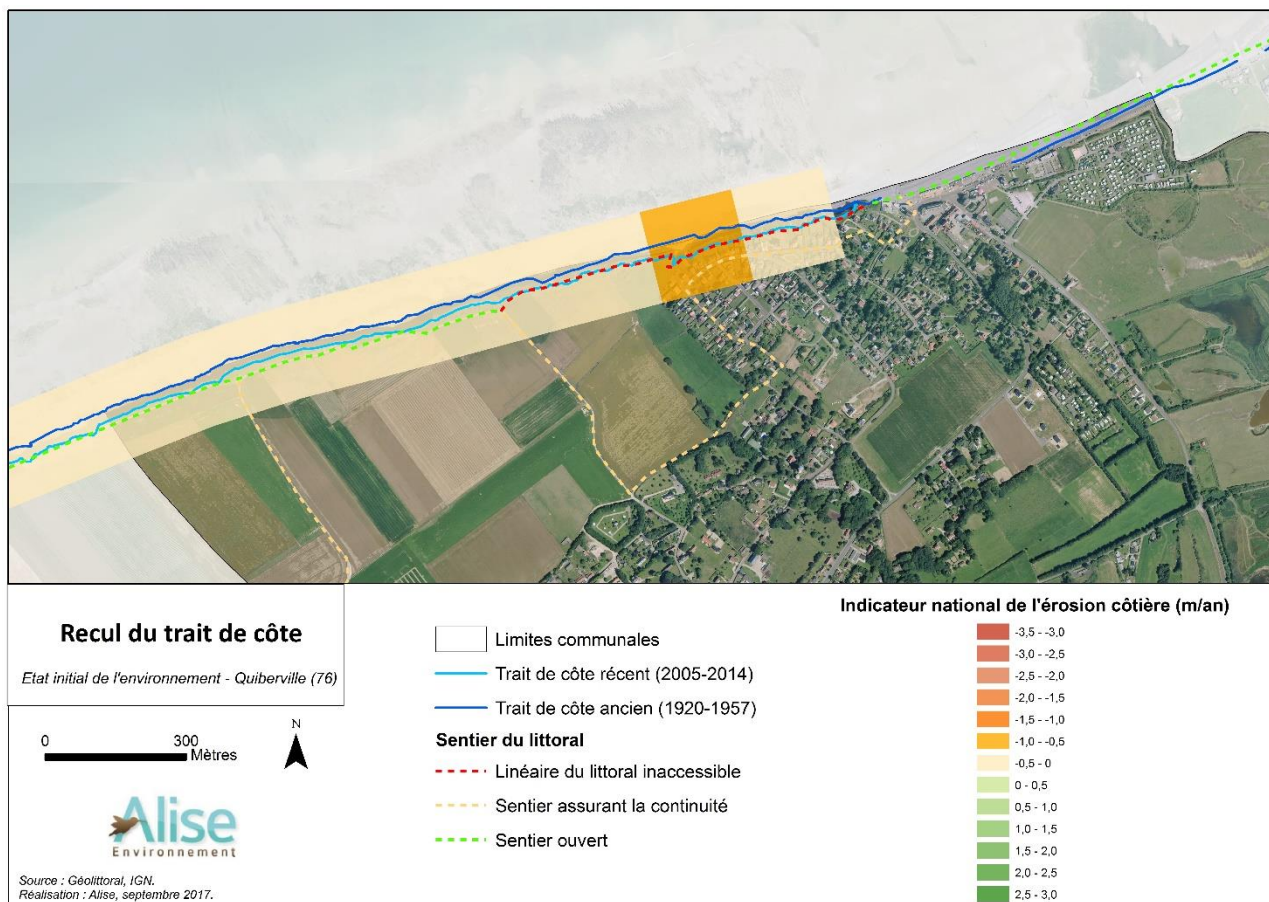 Recul du trait de côte
Etat initial de l'environnement - Quiberville (76)
0 300
Mètres
N
Alise
Environnement
Source : Géolittoral, IGN.
Réalisation : Alise, septembre 2017.
Limites communales
Trait de côte récent (2005-2014)
Trait de côte ancien (1920-1957)
Sentier du littoral
Linéaire du littoral inaccessible
Sentier assurant la continuité
Sentier ouvert
Indicateur national de l'érosion côtière (m/an)
-3,5 - -3,0
-3,0 - -2,5
-2,5 - -2,0
-2,0 - -1,5
-1,5 - -1,0
-1,0 - -0,5
-0,5 - 0
0 - 0,5
0,5 - 1,0
1,0 - 1,5
1,5 - 2,0
2,0 - 2,5
2,5 - 3,0